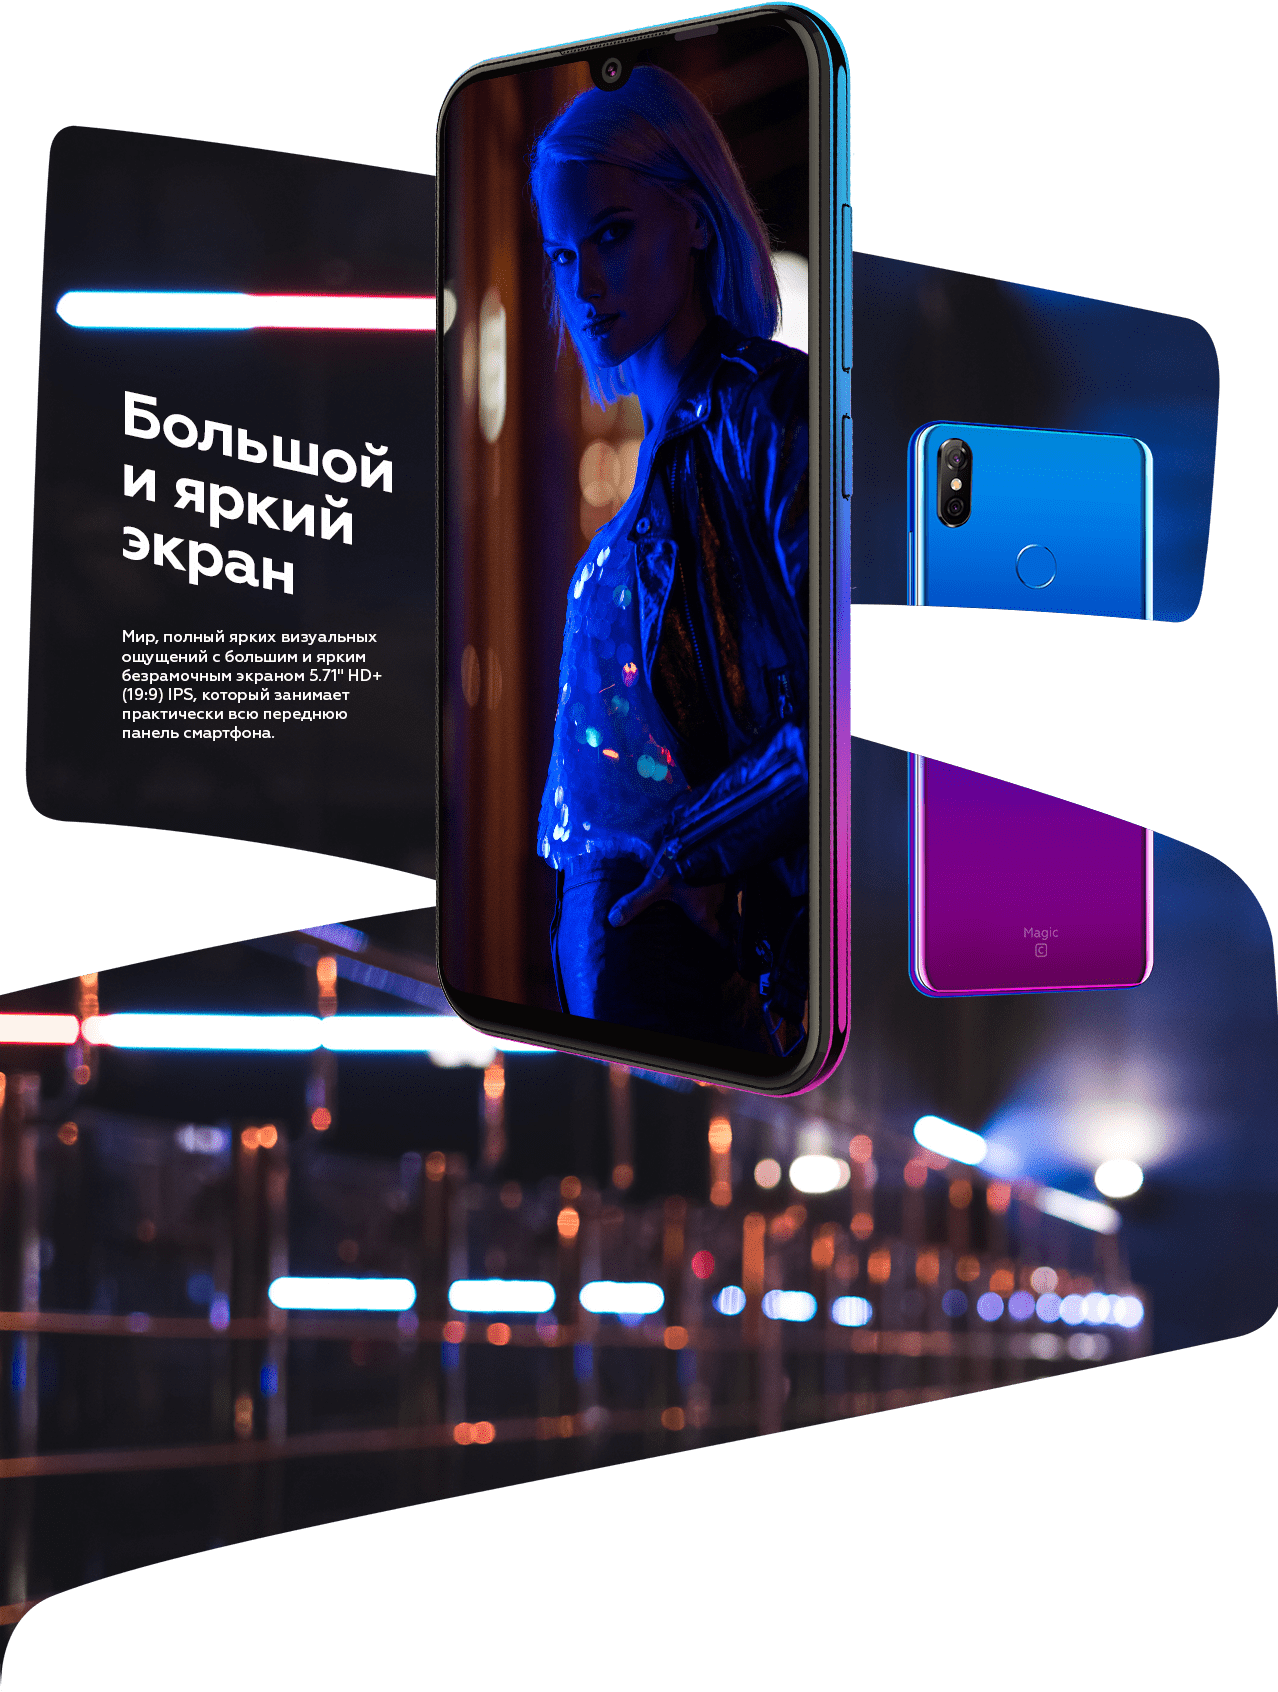 Большой
и яркий
экран
Мир, полный ярких визуальных
ощущений с большим и ярким
безрамочным экраном 5.71" HD+
(19:9) IPS, который занимает
практически всю переднюю
панель смартфона.
Magic
C